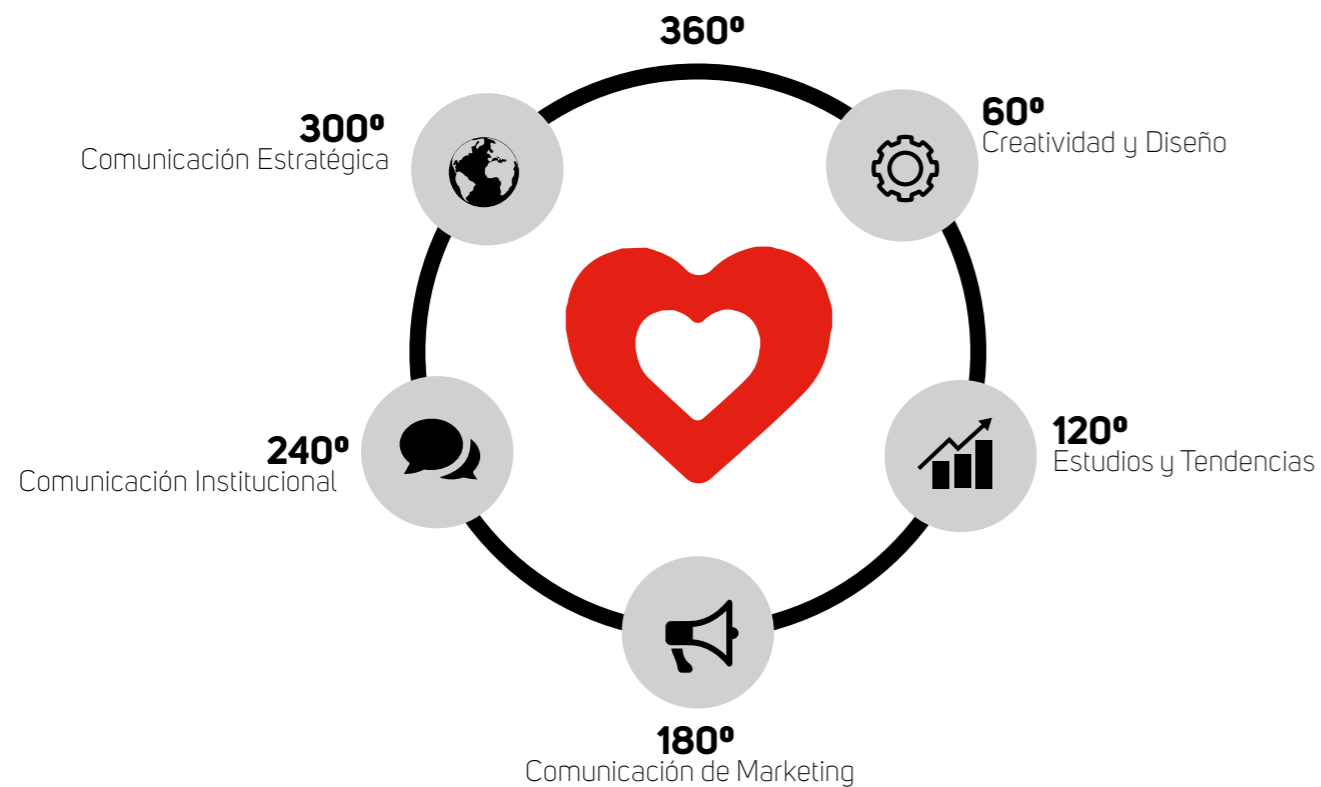 360º
300º
Comunicación Estratégica
60º
Creatividad y Diseño
240º
Comunicación Institucional
120º
Estudios y Tendencias
180º
Comunicación de Marketing